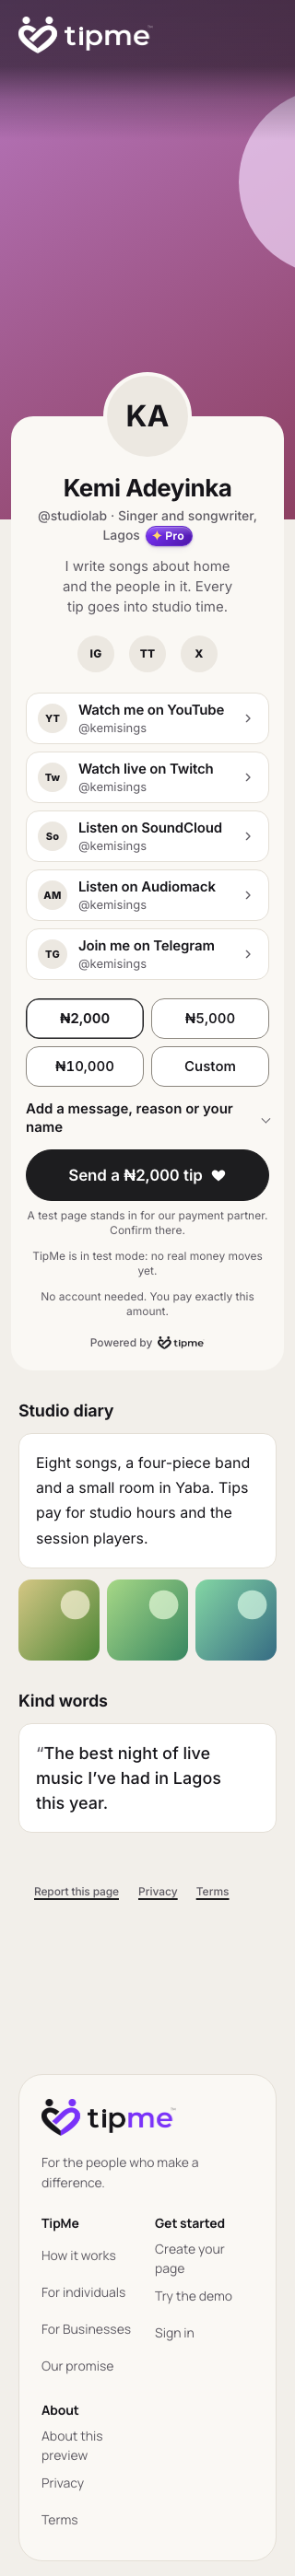 tipme™
KA
Kemi Adeyinka
@studiolab · Singer and songwriter,
Lagos ✦ Pro
I write songs about home
and the people in it. Every
tip goes into studio time.
IG TT X
YT Watch me on YouTube
@kemisings
Tw Watch live on Twitch
@kemisings
So Listen on SoundCloud
@kemisings
AM Listen on Audiomack
@kemisings
TG Join me on Telegram
@kemisings
₦2,000 ₦5,000
₦10,000 Custom
Add a message, reason or your
name
Send a ₦2,000 tip ♥
A test page stands in for our payment partner.
Confirm there.
TipMe is in test mode: no real money moves
yet.
No account needed. You pay exactly this
amount.
Powered by tipme
Studio diary
Eight songs, a four-piece band
and a small room in Yaba. Tips
pay for studio hours and the
session players.
Kind words
“The best night of live
music I’ve had in Lagos
this year.
Report this page Privacy Terms
tipme™
For the people who make a
difference.
TipMe
How it works
For individuals
For Businesses
Our promise
Get started
Create your
page
Try the demo
Sign in
About
About this
preview
Privacy
Terms